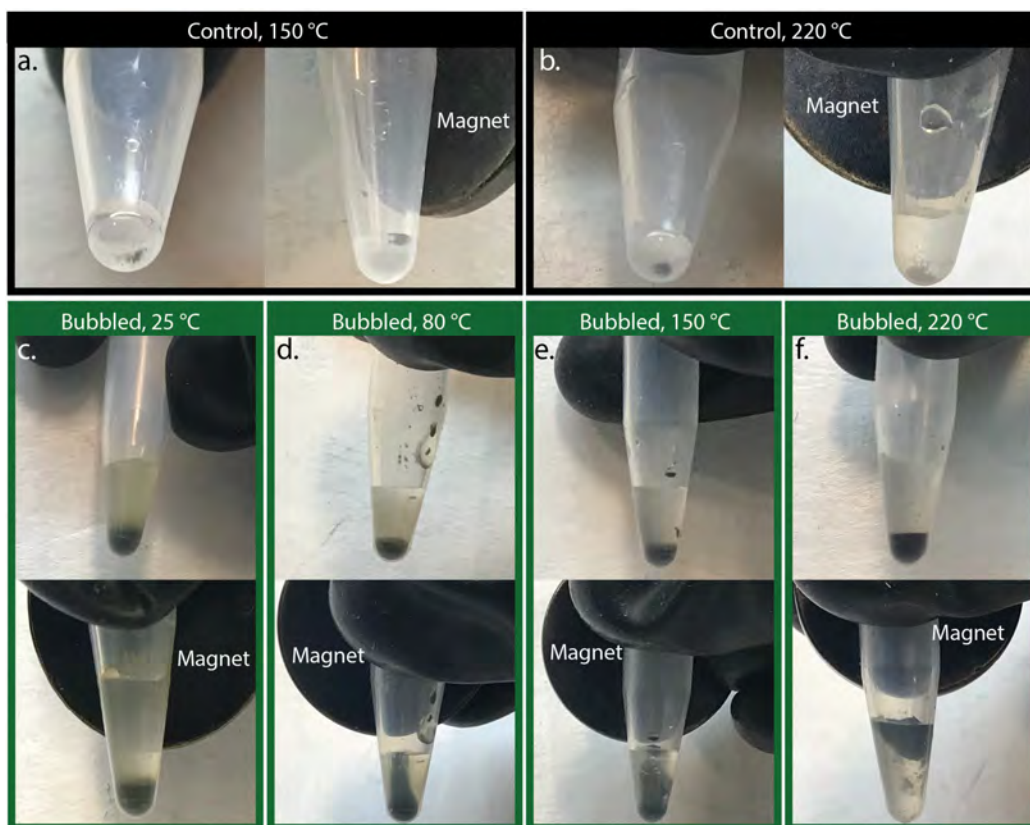 Control, 150 °C
Control, 220 °C
a.
Magnet
b.
Magnet
Bubbled, 25 °C
Bubbled, 80 °C
Bubbled, 150 °C
Bubbled, 220 °C
c.
d.
e.
f.
Magnet
Magnet
Magnet
Magnet